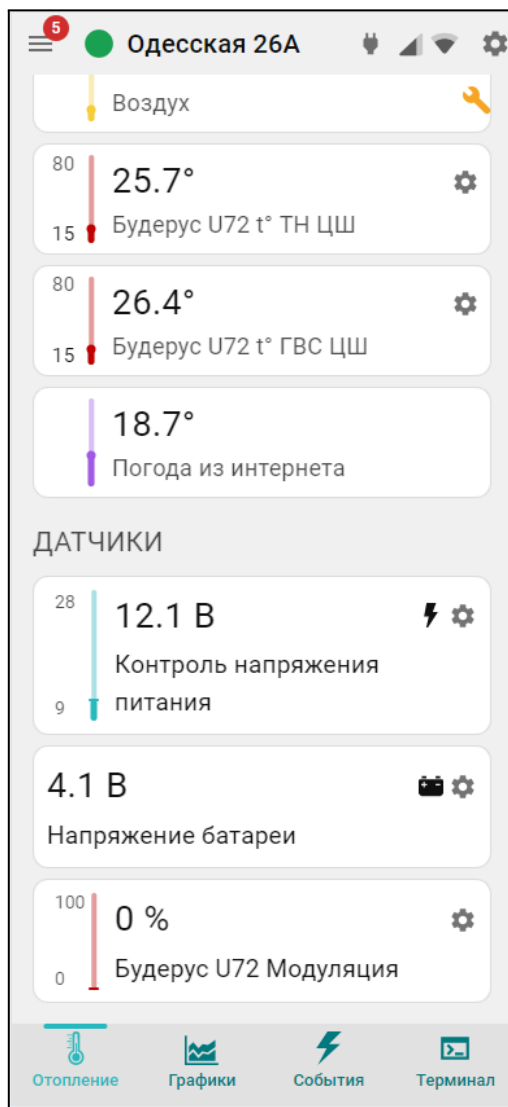 5
Одесская 26А
Воздух
80
25.7°
15
Будерус U72 t° ТН ЦШ
80
26.4°
15
Будерус U72 t° ГВС ЦШ
18.7°
Погода из интернета
ДАТЧИКИ
28
12.1 В
Контроль напряжения
9
питания
4.1 В
Напряжение батареи
100
0 %
0
Будерус U72 Модуляция
Отопление
Графики
События
Терминал